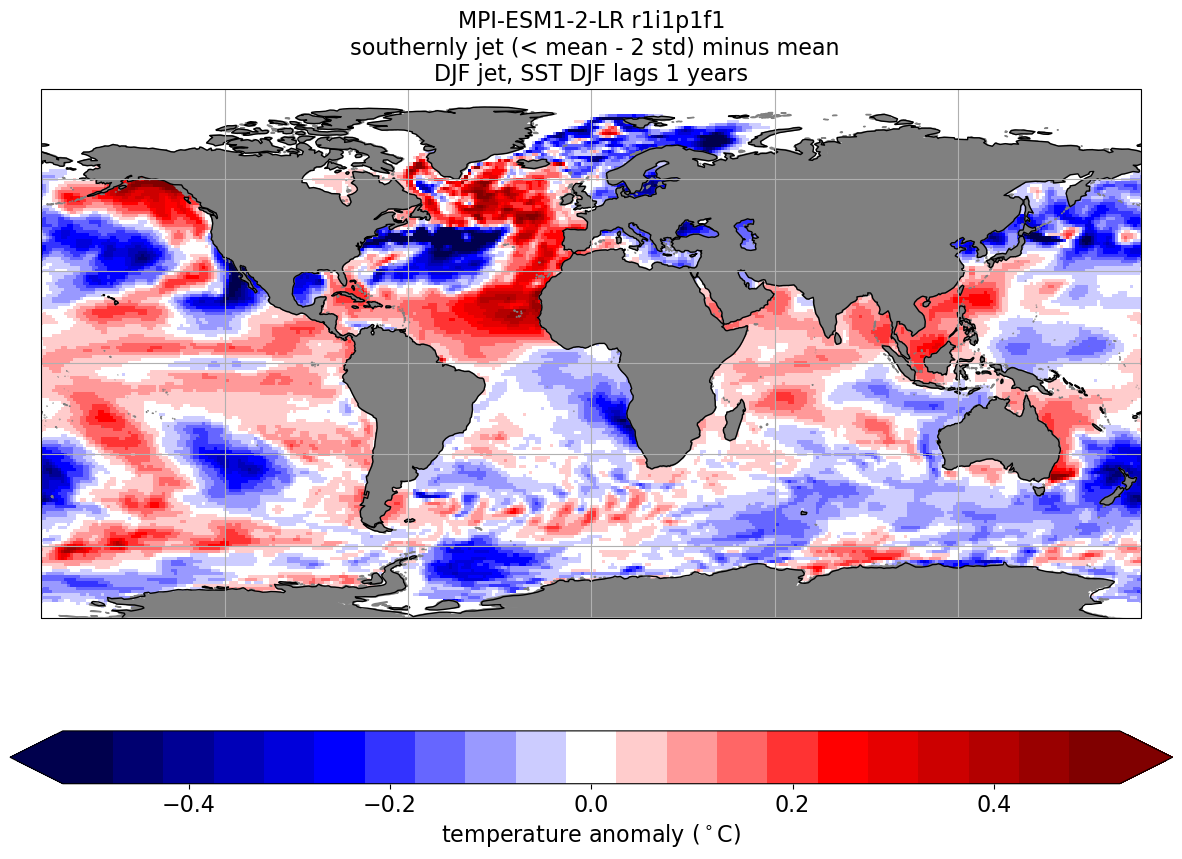 MPI-ESM1-2-LR r1i1p1f1
southernly jet (< mean - 2 std) minus mean
DJF jet, SST DJF lags 1 years
−0.4 −0.2 0.0 0.2 0.4
temperature anomaly (°C)